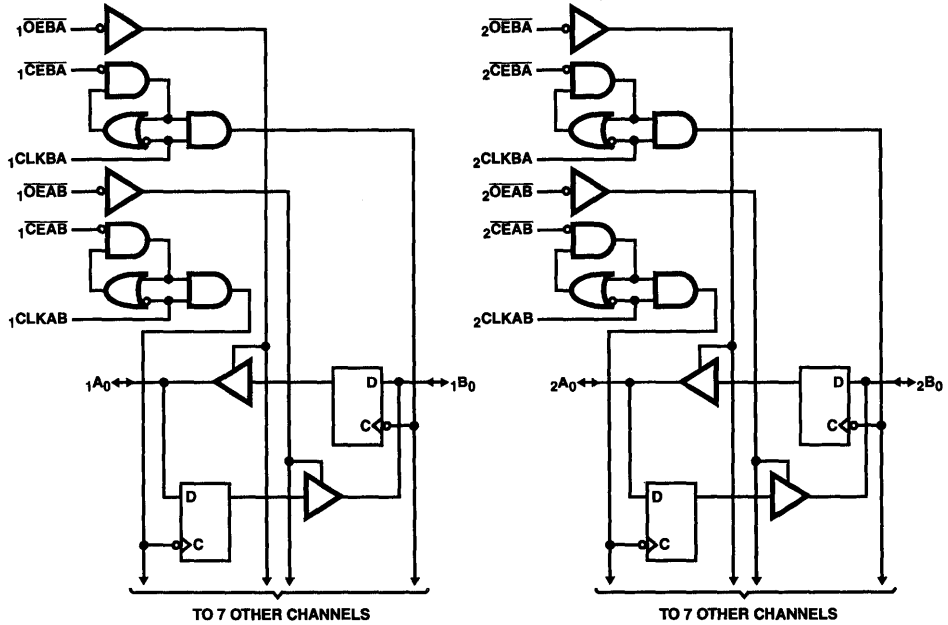 1OEBA
1CEBA
1CLKBA
1OEAB
1CEAB
1CLKAB
1A0
D
C
1B0
D
C
TO 7 OTHER CHANNELS
2OEBA
2CEBA
2CLKBA
2OEAB
2CEAB
2CLKAB
2A0
D
C
2B0
D
C
TO 7 OTHER CHANNELS